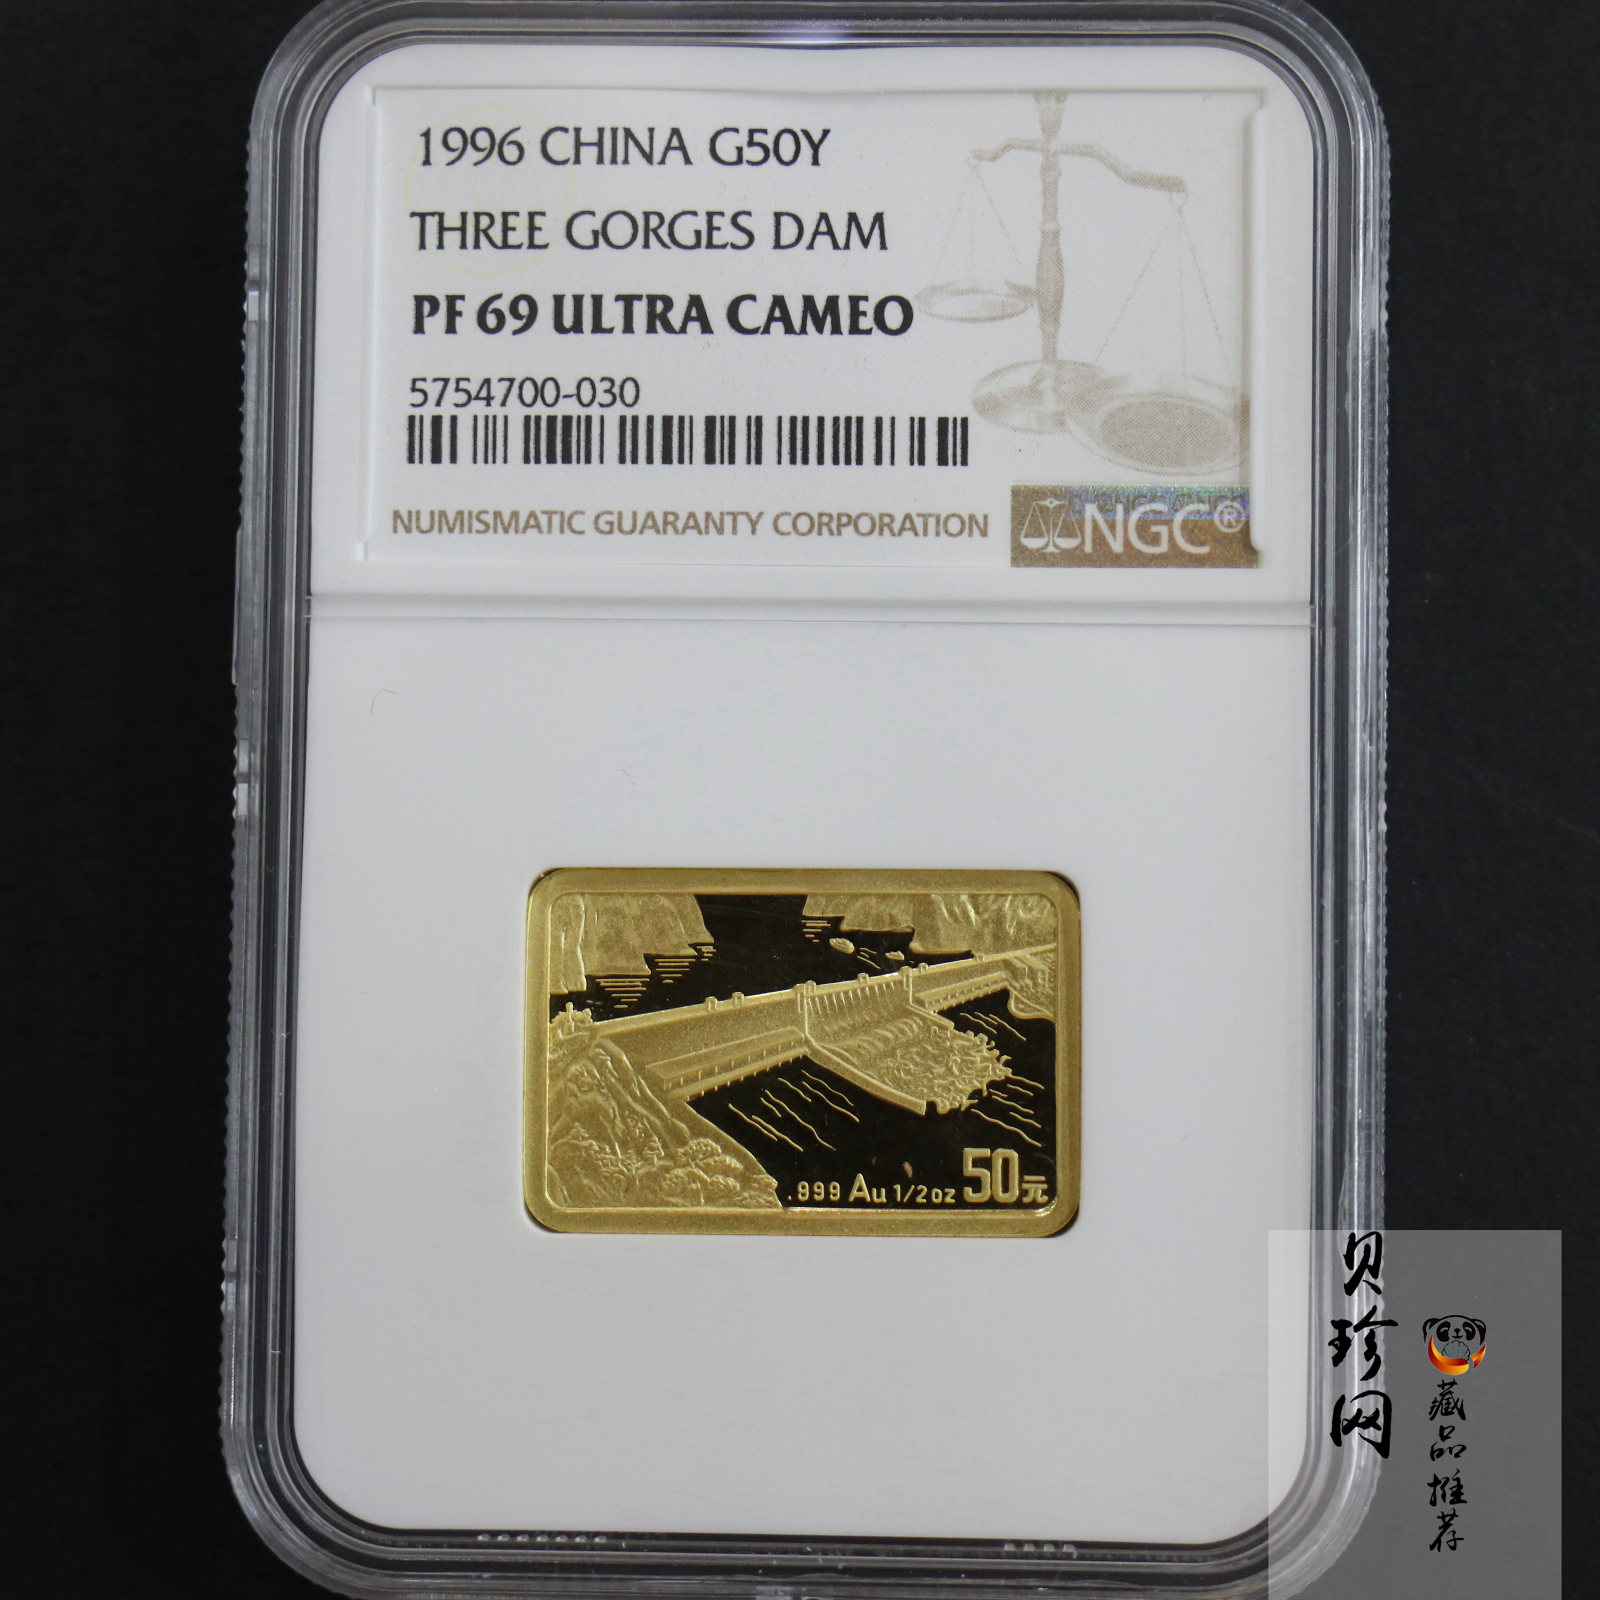 1996 CHINA G50Y
THREE GORGES DAM
PF 69 ULTRA CAMEO
5754700-030
NUMISMATIC GUARANTY CORPORATION
NGC®
.999 Au 1/2oz 50元
贝珍网
藏品推荐